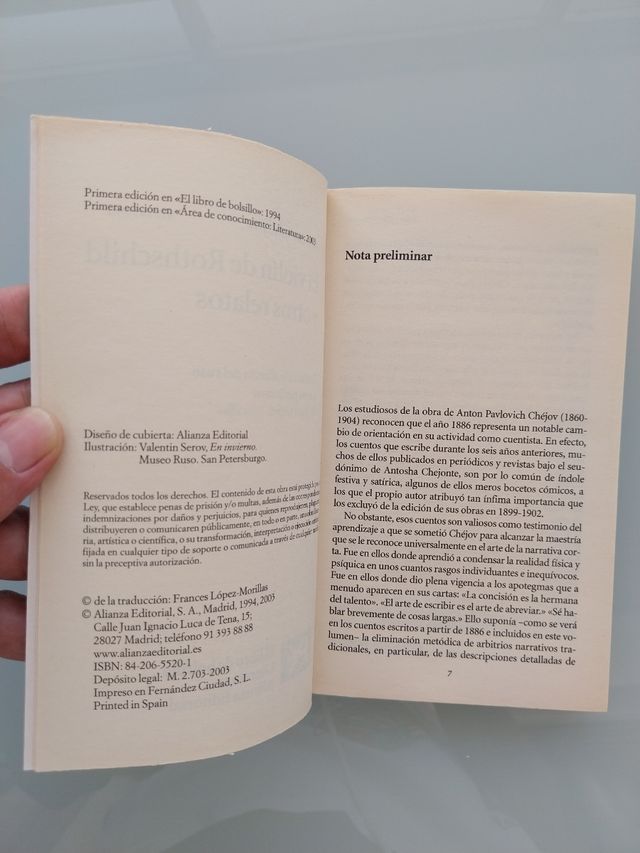 Primera edición en «El libro de bolsillo»: 1994
Primera edición en «Área de conocimiento: Literatura»: 2003
El violín de Rothschild
y otros relatos
Diseño de cubierta: Alianza Editorial
Ilustración: Valentin Serov, En invierno.
Museo Ruso. San Petersburgo.
Reservados todos los derechos. El contenido de esta obra está protegido por la
Ley, que establece penas de prisión y/o multas, además de las correspondientes
indemnizaciones por daños y perjuicios, para quienes reprodujeren, plagiaren,
distribuyeren o comunicaren públicamente, en todo o en parte, una obra
ria, artística o científica, o su transformación, interpretación o ejecución
fijada en cualquier tipo de soporte o comunicada a través de cualquier
sin la preceptiva autorización.
© de la traducción: Frances López-Morillas
© Alianza Editorial, S. A., Madrid, 1994, 2003
Calle Juan Ignacio Luca de Tena, 15;
28027 Madrid; teléfono 91 393 88 88
www.alianzaeditorial.es
ISBN: 84-206-5520-1
Depósito legal: M. 2.703-2003
Impreso en Fernández Ciudad, S. L.
Printed in Spain
Nota preliminar
Los estudiosos de la obra de Anton Pavlovich Chéjov (1860-
1904) reconocen que el año 1886 representa un notable cam-
bio de orientación en su actividad como cuentista. En efecto,
los cuentos que escribe durante los seis años anteriores, mu-
chos de ellos publicados en periódicos y revistas bajo el seu-
dónimo de Antosha Chejonte, son por lo común de índole
festiva y satírica, algunos de ellos meros bocetos cómicos, a
los que el propio autor atribuyó tan ínfima importancia que
los excluyó de la edición de sus obras en 1899-1902.
No obstante, esos cuentos son valiosos como testimonio del
aprendizaje a que se sometió Chéjov para alcanzar la maestría
que se le reconoce universalmente en el arte de la narrativa cor-
ta. Fue en ellos donde aprendió a condensar la realidad física y
psíquica en unos cuantos rasgos individuantes e inequívocos.
Fue en ellos donde dio plena vigencia a los apotegmas que a
menudo aparecen en sus cartas: «La concisión es la hermana
del talento», «El arte de escribir es el arte de abreviar.» «Sé ha-
blar brevemente de cosas largas.» Ello suponía –como se verá
en los cuentos escritos a partir de 1886 e incluidos en este vo-
lumen– la eliminación metódica de arbitrios narrativos tra-
dicionales, en particular, de las descripciones detalladas de
7